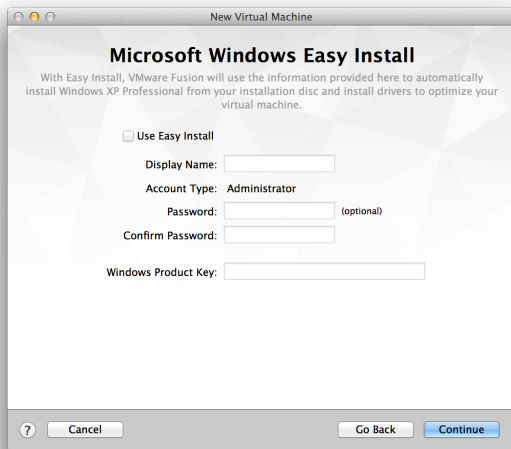 New Virtual Machine
Microsoft Windows Easy Install
With Easy Install, VMware Fusion will use the information provided here to automatically
install Windows XP Professional from your installation disc and install drivers to optimize your
virtual machine.
Use Easy Install
Display Name:
Account Type: Administrator
Password: (optional)
Confirm Password:
Windows Product Key:
? Cancel Go Back Continue